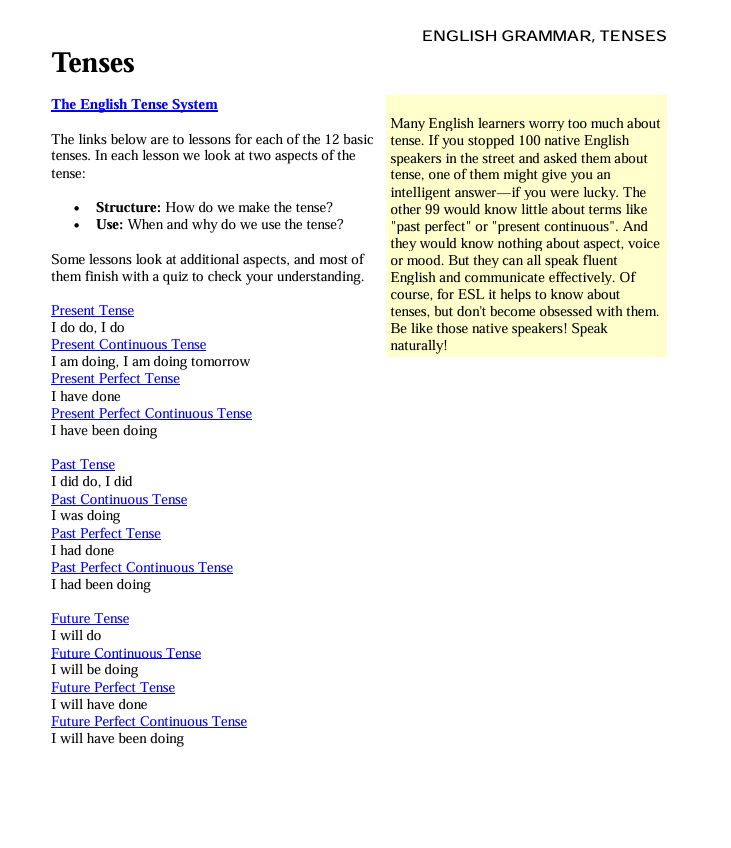 ENGLISH GRAMMAR, TENSES
Tenses
The English Tense System
The links below are to lessons for each of the 12 basic
tenses. In each lesson we look at two aspects of the
tense:
• Structure: How do we make the tense?
• Use: When and why do we use the tense?
Some lessons look at additional aspects, and most of
them finish with a quiz to check your understanding.
Present Tense
I do do, I do
Present Continuous Tense
I am doing, I am doing tomorrow
Present Perfect Tense
I have done
Present Perfect Continuous Tense
I have been doing
Past Tense
I did do, I did
Past Continuous Tense
I was doing
Past Perfect Tense
I had done
Past Perfect Continuous Tense
I had been doing
Future Tense
I will do
Future Continuous Tense
I will be doing
Future Perfect Tense
I will have done
Future Perfect Continuous Tense
I will have been doing
Many English learners worry too much about
tense. If you stopped 100 native English
speakers in the street and asked them about
tense, one of them might give you an
intelligent answer—if you were lucky. The
other 99 would know little about terms like
"past perfect" or "present continuous". And
they would know nothing about aspect, voice
or mood. But they can all speak fluent
English and communicate effectively. Of
course, for ESL it helps to know about
tenses, but don't become obsessed with them.
Be like those native speakers! Speak
naturally!